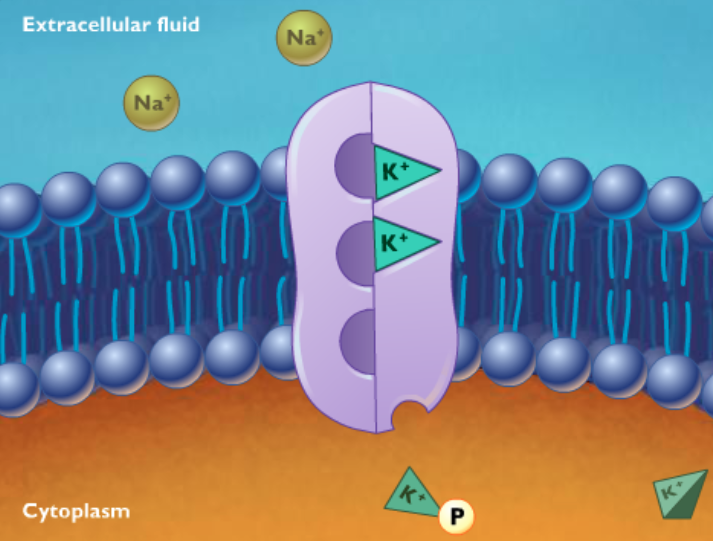 Extracellular fluid
Na⁺
Na⁺
K⁺
K⁺
K⁺
K⁺
P
Cytoplasm